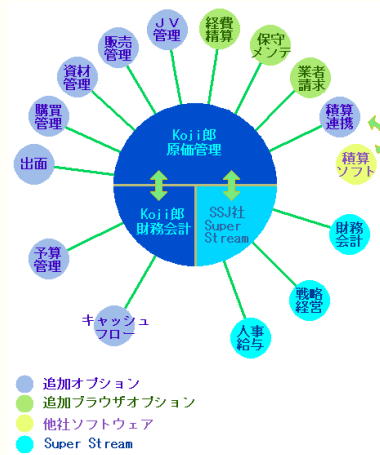 ＪＶ
管理
経費
精算
販売
管理
保守
メンテ
資材
管理
業者
請求
購買
管理
積算
連携
出面
積算
ソフト
Koji郎
原価管理
Koji郎
財務会計
SSJ社
Super
Stream
財務
会計
予算
管理
戦略
経営
キャッシュ
フロー
人事
給与
追加オプション
追加ブラウザオプション
他社ソフトウェア
Super Stream